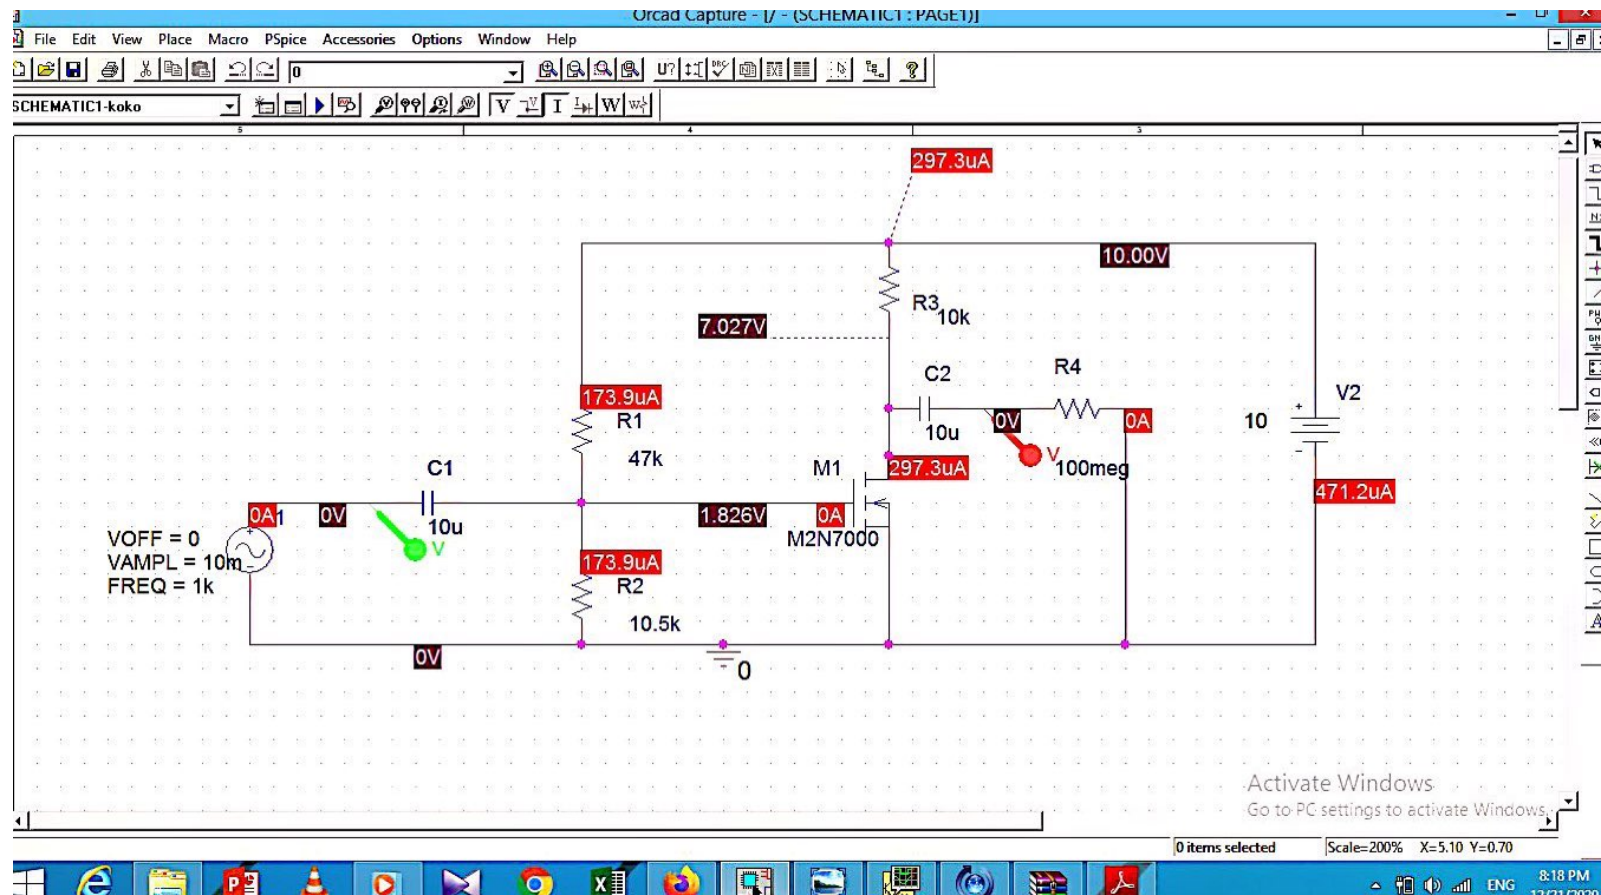 Orcad Capture - [/ - (SCHEMATIC1 : PAGE1)]
File Edit View Place Macro PSpice Accessories Options Window Help
0
U?
SCHEMATIC1-koko
V I W
5 4 3
297.3uA
10.00V
R3
10k
7.027V
C2
10u
R4
0V
0A
V
100meg
V2
10
+
-
471.2uA
173.9uA
R1
47k
C1
10u
M1
297.3uA
0A1
0V
1.826V
0A
M2N7000
V
VOFF = 0
VAMPL = 10m
FREQ = 1k
173.9uA
R2
10.5k
0V
0
Activate Windows
Go to PC settings to activate Windows.
0 items selected Scale=200% X=5.10 Y=0.70
ENG
8:18 PM